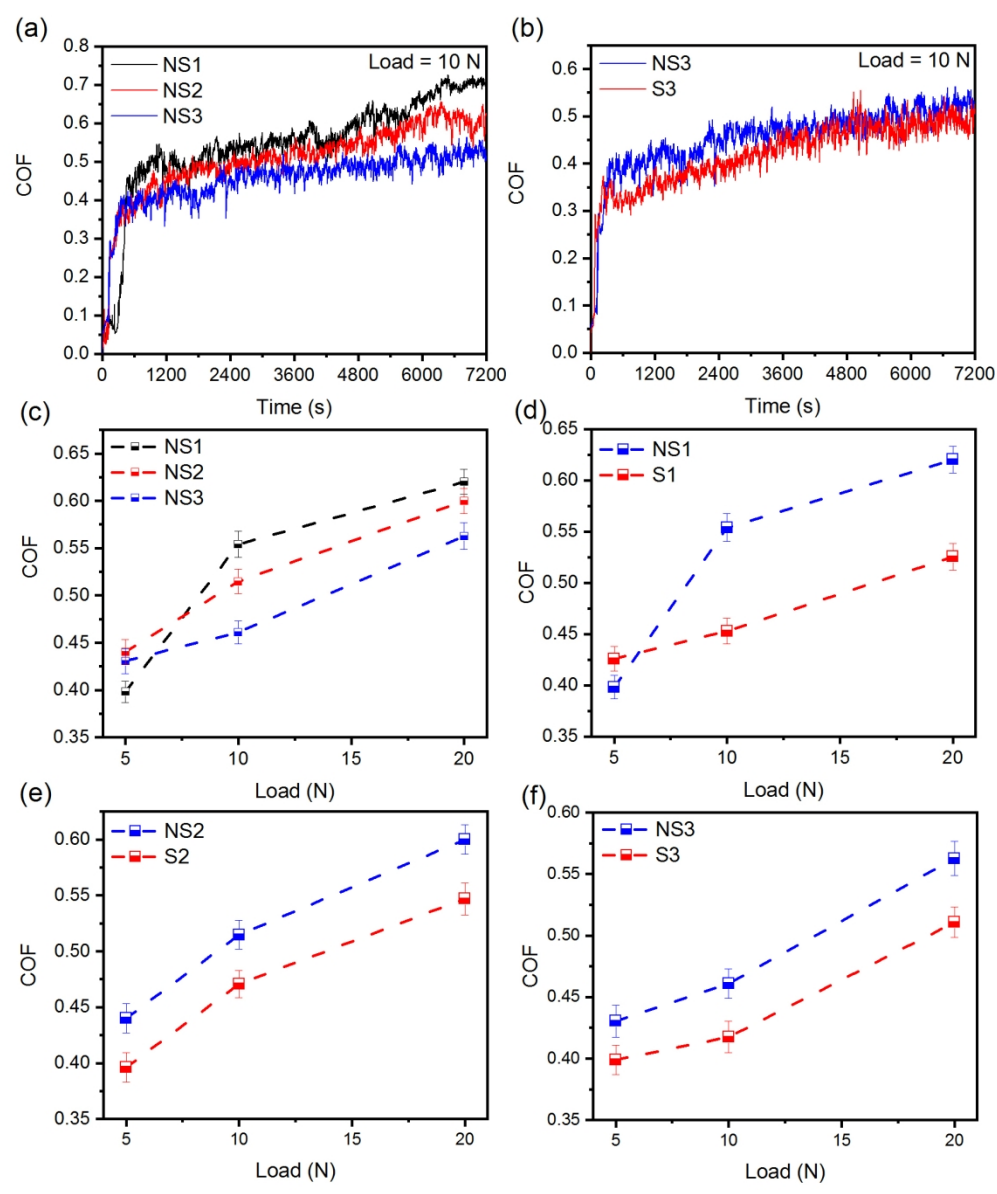 (a)
NS1
NS2
NS3
Load = 10 N
0.8
0.7
0.6
0.5
0.4
0.3
0.2
0.1
0.0
COF
0 1200 2400 3600 4800 6000 7200
Time (s)
(b)
NS3
S3
Load = 10 N
0.6
0.5
0.4
0.3
0.2
0.1
0.0
COF
0 1200 2400 3600 4800 6000 7200
Time (s)
(c)
NS1
NS2
NS3
0.65
0.60
0.55
0.50
0.45
0.40
0.35
COF
5 10 15 20
Load (N)
(d)
NS1
S1
0.65
0.60
0.55
0.50
0.45
0.40
0.35
COF
5 10 15 20
Load (N)
(e)
NS2
S2
0.60
0.55
0.50
0.45
0.40
0.35
COF
5 10 15 20
Load (N)
(f)
NS3
S3
0.60
0.55
0.50
0.45
0.40
0.35
COF
5 10 15 20
Load (N)